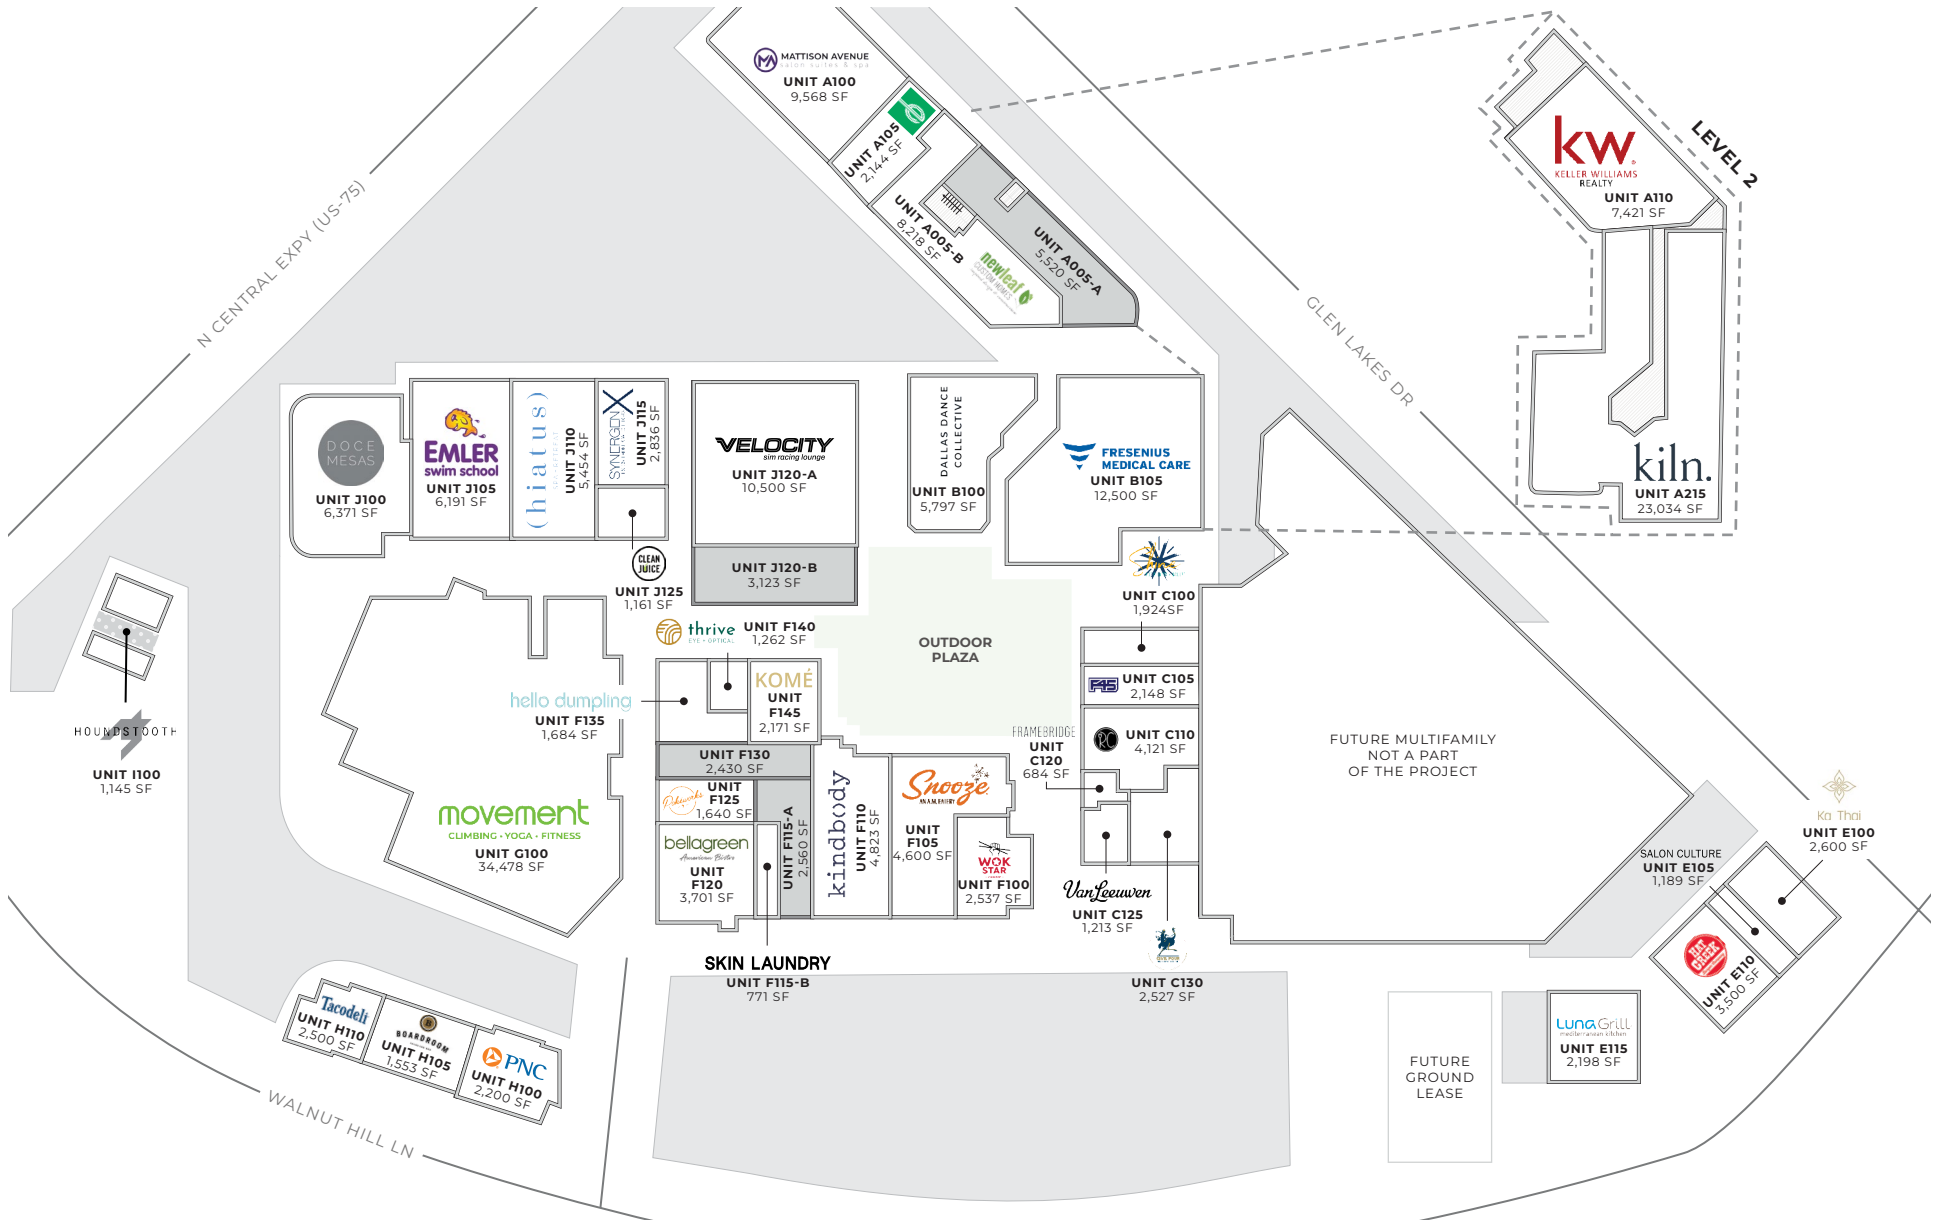 MATTISON AVENUE
salon suites & spa
UNIT A100
9,568 SF
UNIT A105
2,144 SF
UNIT A005-B
8,218 SF
newleaf
CUSTOM HOMES
UNIT A005-A
5,520 SF
LEVEL 2
kw
KELLER WILLIAMS
REALTY
UNIT A110
7,421 SF
kiln.
UNIT A215
23,034 SF
N CENTRAL EXPY (US-75)
GLEN LAKES DR
DOCE
MESAS
UNIT J100
6,371 SF
EMLER
swim school
UNIT J105
6,191 SF
(hiatus)
UNIT J110
5,454 SF
SYNERGENX
UNIT J115
2,836 SF
CLEAN
JUICE
UNIT J125
1,161 SF
VELOCITY
sim racing lounge
UNIT J120-A
10,500 SF
UNIT J120-B
3,123 SF
DALLAS DANCE
COLLECTIVE
UNIT B100
5,797 SF
FRESENIUS
MEDICAL CARE
UNIT B105
12,500 SF
UNIT C100
1,924SF
F45
UNIT C105
2,148 SF
RC
UNIT C110
4,121 SF
FRAMEBRIDGE
UNIT
C120
684 SF
Van Leeuwen
UNIT C125
1,213 SF
UNIT C130
2,527 SF
OUTDOOR
PLAZA
FUTURE MULTIFAMILY
NOT A PART
OF THE PROJECT
HOUNDSTOOTH
UNIT I100
1,145 SF
movement
CLIMBING • YOGA • FITNESS
UNIT G100
34,478 SF
thrive
EYE + OPTICAL
UNIT F140
1,262 SF
hello dumpling
UNIT F135
1,684 SF
KOMÉ
UNIT
F145
2,171 SF
UNIT F130
2,430 SF
Pokeworks
UNIT
F125
1,640 SF
bellagreen
American Bistro
UNIT
F120
3,701 SF
UNIT F115-A
2,560 SF
SKIN LAUNDRY
UNIT F115-B
771 SF
kindbody
UNIT F110
4,823 SF
Snooze
AN A.M. EATERY
UNIT
F105
4,600 SF
WOK
STAR
UNIT F100
2,537 SF
Ka Thai
UNIT E100
2,600 SF
SALON CULTURE
UNIT E105
1,189 SF
HAT
CREEK
UNIT E110
3,500 SF
Luna Grill
mediterranean kitchen
UNIT E115
2,198 SF
FUTURE
GROUND
LEASE
Tacodeli
UNIT H110
2,500 SF
B
BOARDROOM
UNIT H105
1,553 SF
PNC
UNIT H100
2,200 SF
WALNUT HILL LN